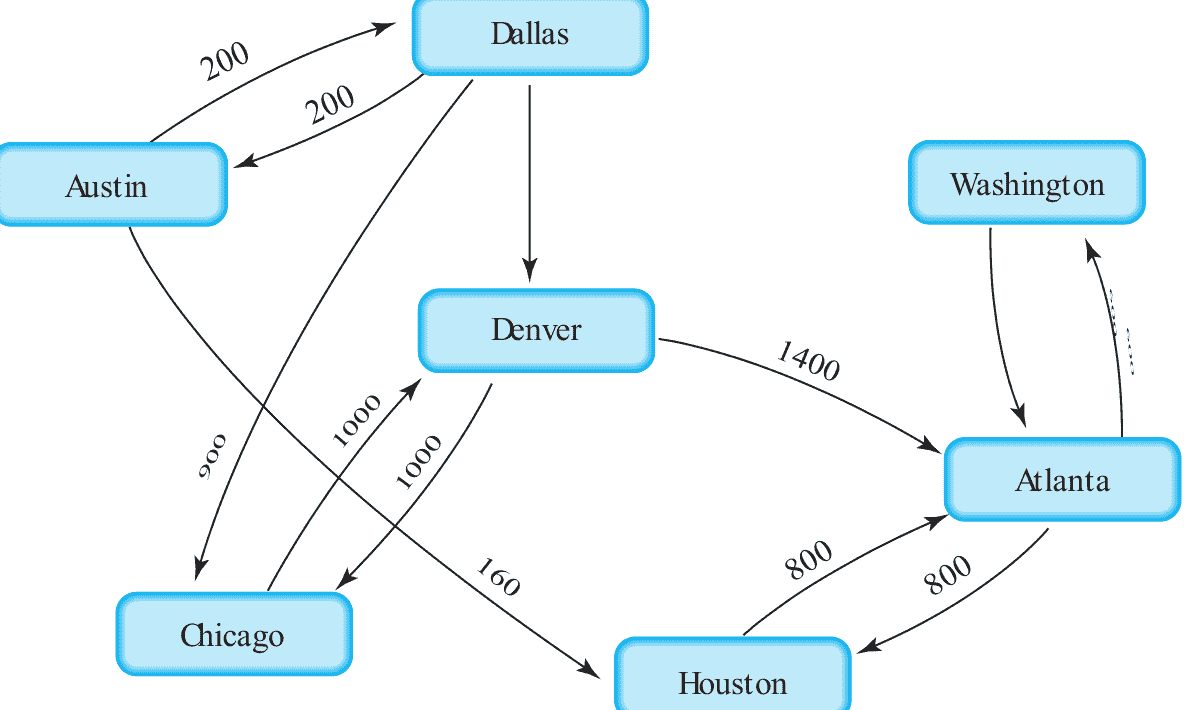 Dallas
200
200
Austin
Washington
Denver
1400
1000
1000
900
Atlanta
160
800
800
Chicago
Houston